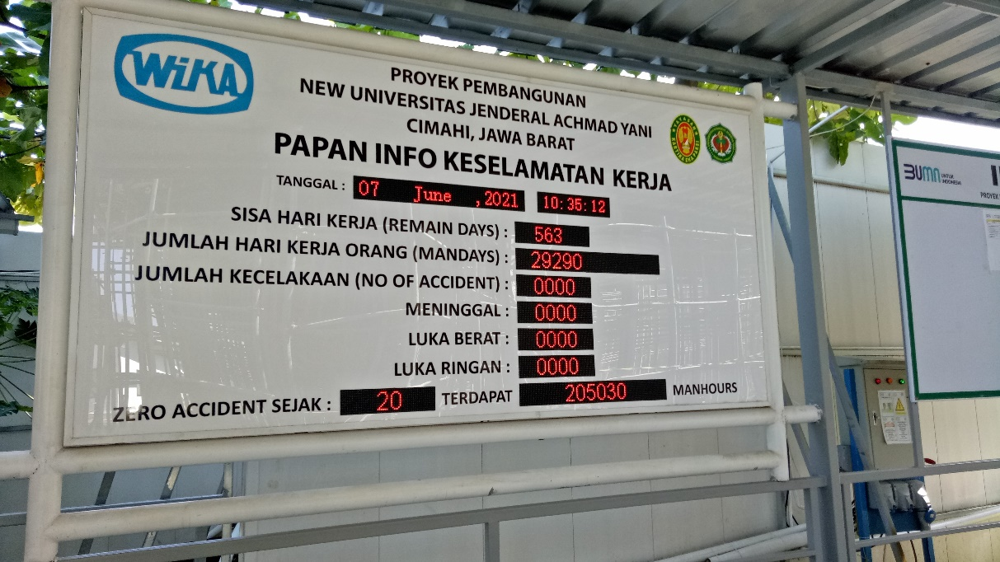 WIKA
PROYEK PEMBANGUNAN
NEW UNIVERSITAS JENDERAL ACHMAD YANI
CIMAHI, JAWA BARAT
PAPAN INFO KESELAMATAN KERJA
TANGGAL : 07 June ,2021 10:35:12
SISA HARI KERJA (REMAIN DAYS) : 563
JUMLAH HARI KERJA ORANG (MANDAYS) : 29290
JUMLAH KECELAKAAN (NO OF ACCIDENT) : 0000
MENINGGAL : 0000
LUKA BERAT : 0000
LUKA RINGAN : 0000
ZERO ACCIDENT SEJAK : 20 TERDAPAT 205030 MANHOURS
BUMN UNTUK INDONESIA
PROYEK